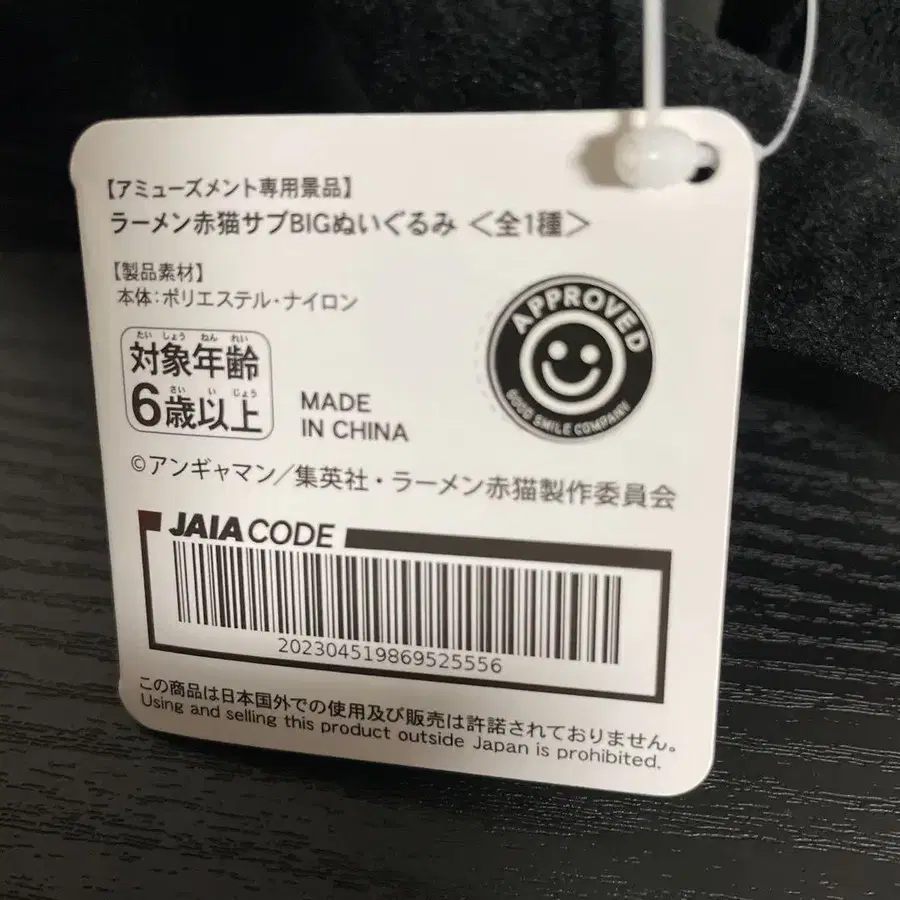 【アミューズメント専用景品】
ラーメン赤猫サブBIGぬいぐるみ ＜全1種＞
【製品素材】
本体：ポリエステル・ナイロン
たい しょう ねん れい
対象年齢
さい い じょう
6歳以上
MADE
IN CHINA
APPROVED
GOOD SMILE COMPANY
©アンギャマン／集英社・ラーメン赤猫製作委員会
JAIA CODE
202304519869525556
この商品は日本国外での使用及び販売は許諾されておりません。
Using and selling this product outside Japan is prohibited.